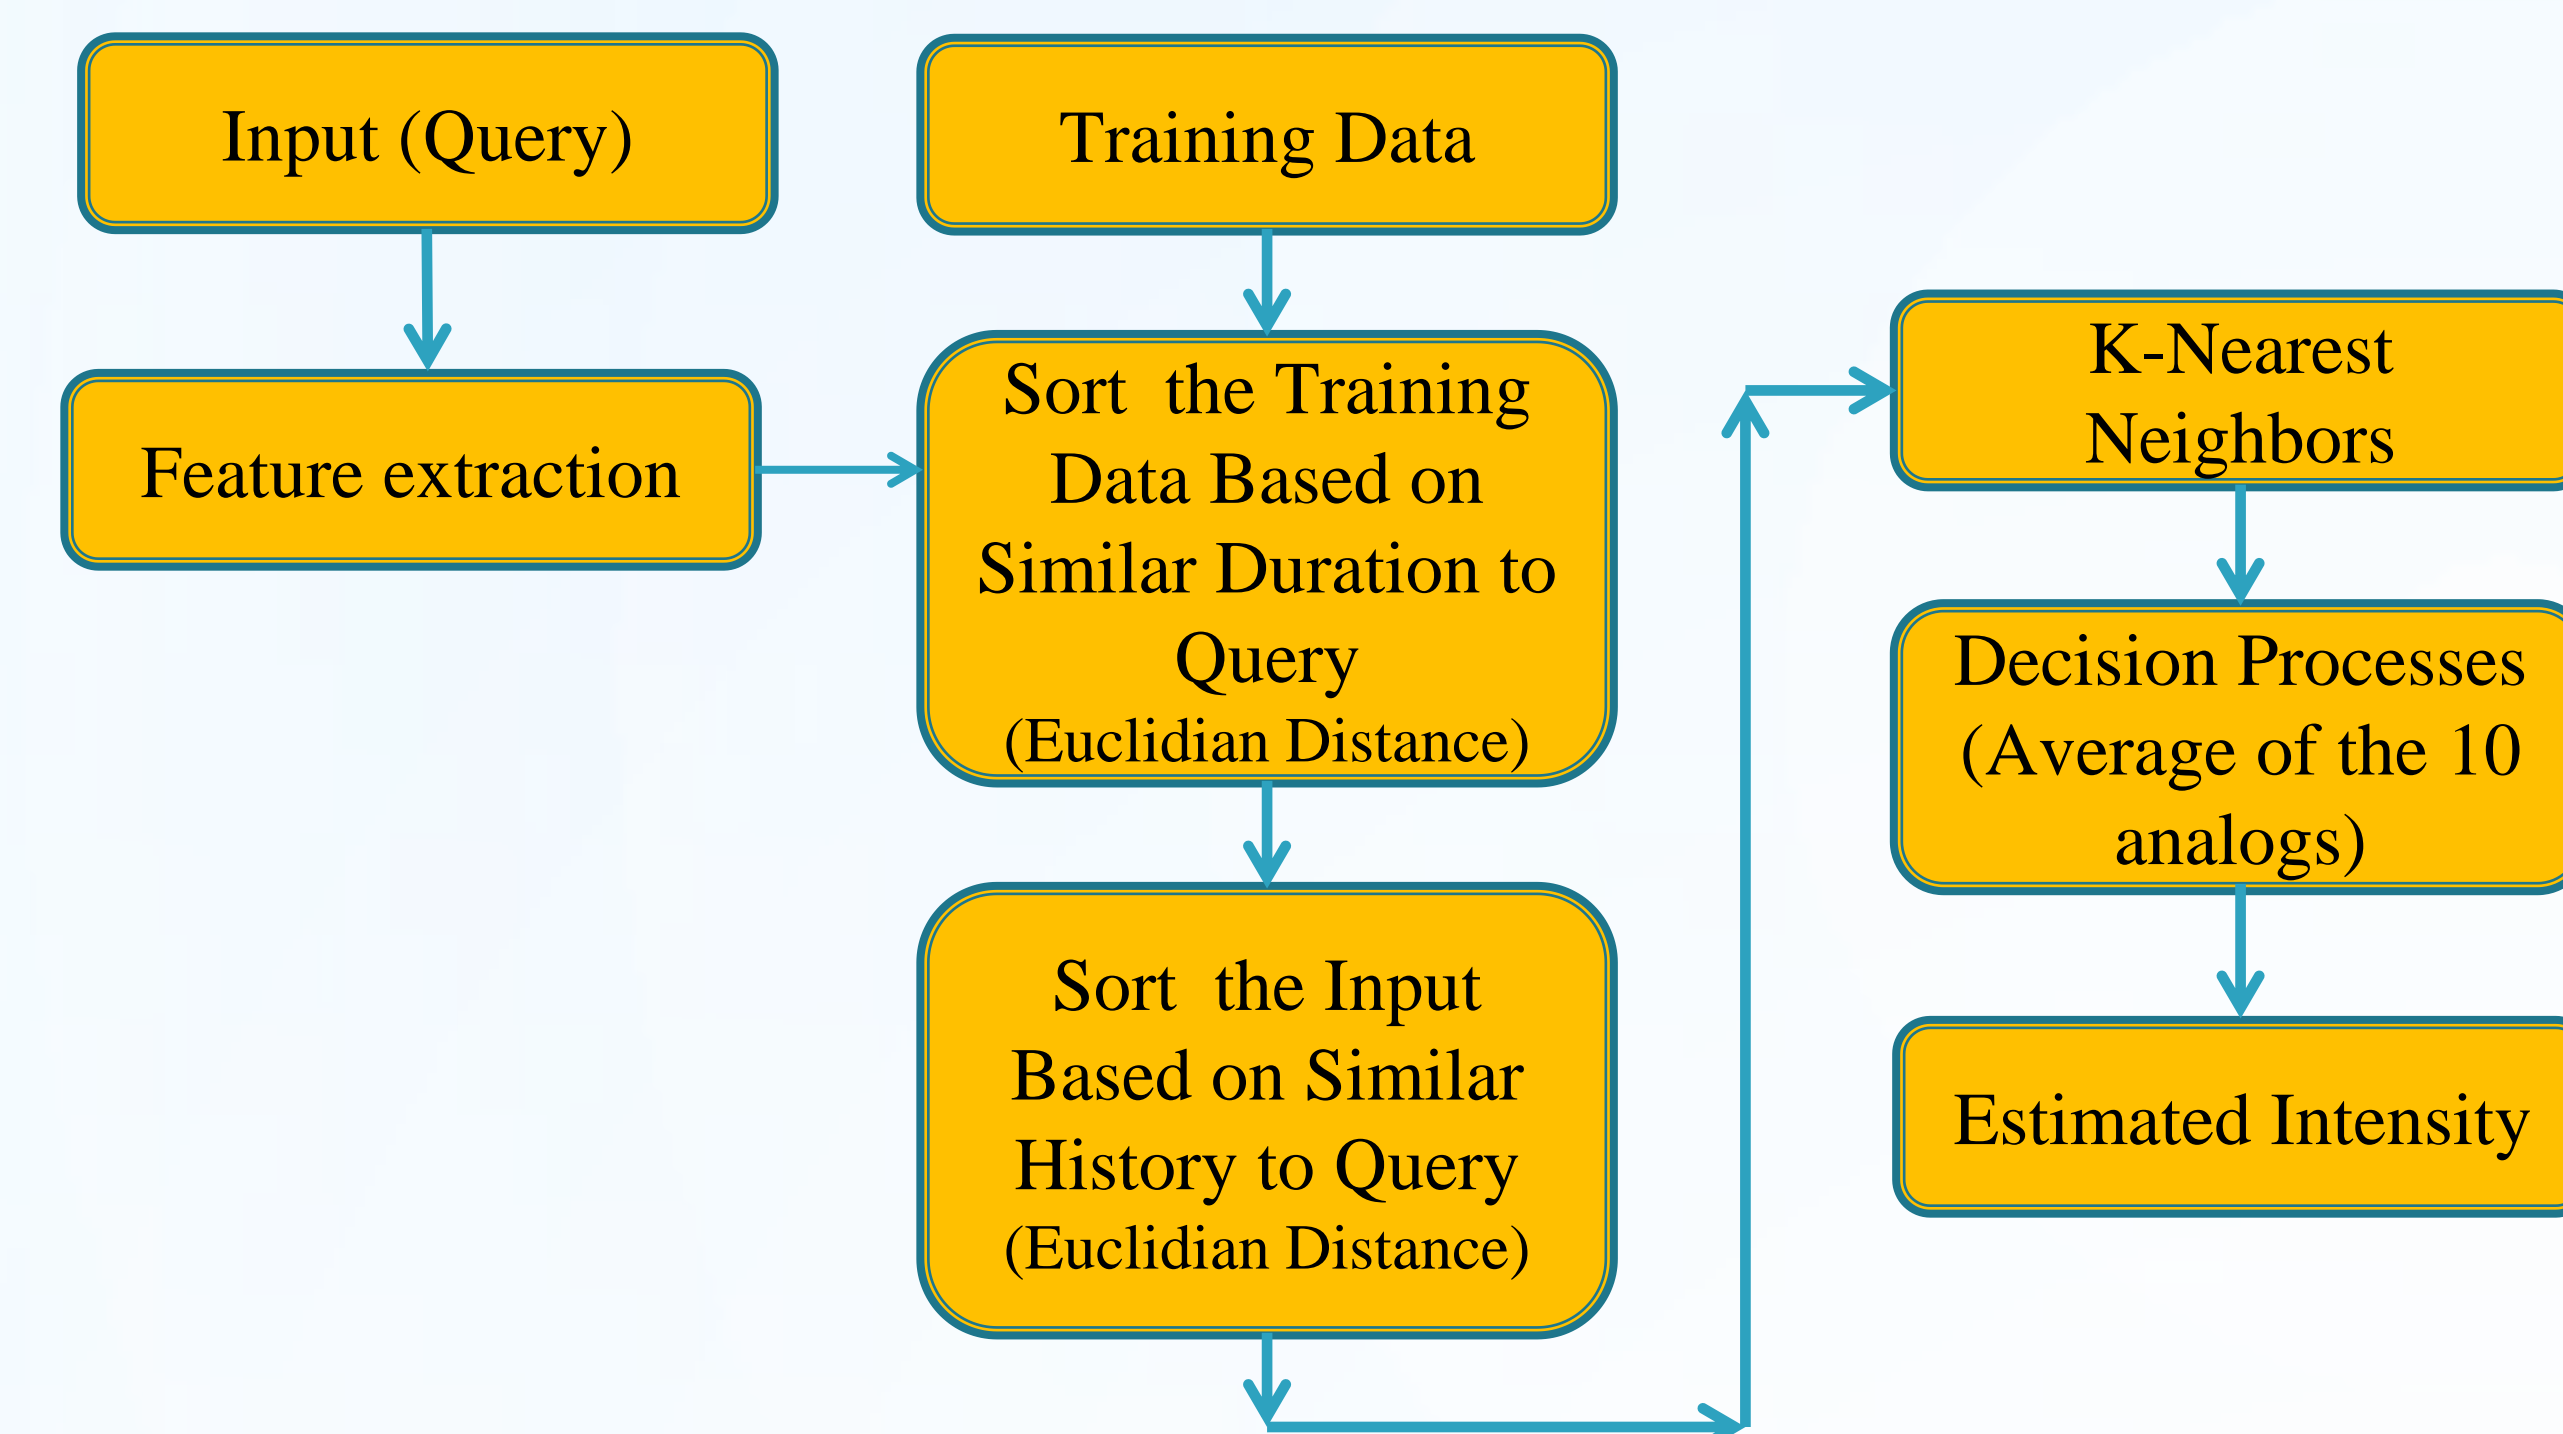 Input (Query)
Feature extraction
Training Data
Sort the Training
Data Based on
Similar Duration to
Query
(Euclidian Distance)
Sort the Input
Based on Similar
History to Query
(Euclidian Distance)
K-Nearest
Neighbors
Decision Processes
(Average of the 10
analogs)
Estimated Intensity